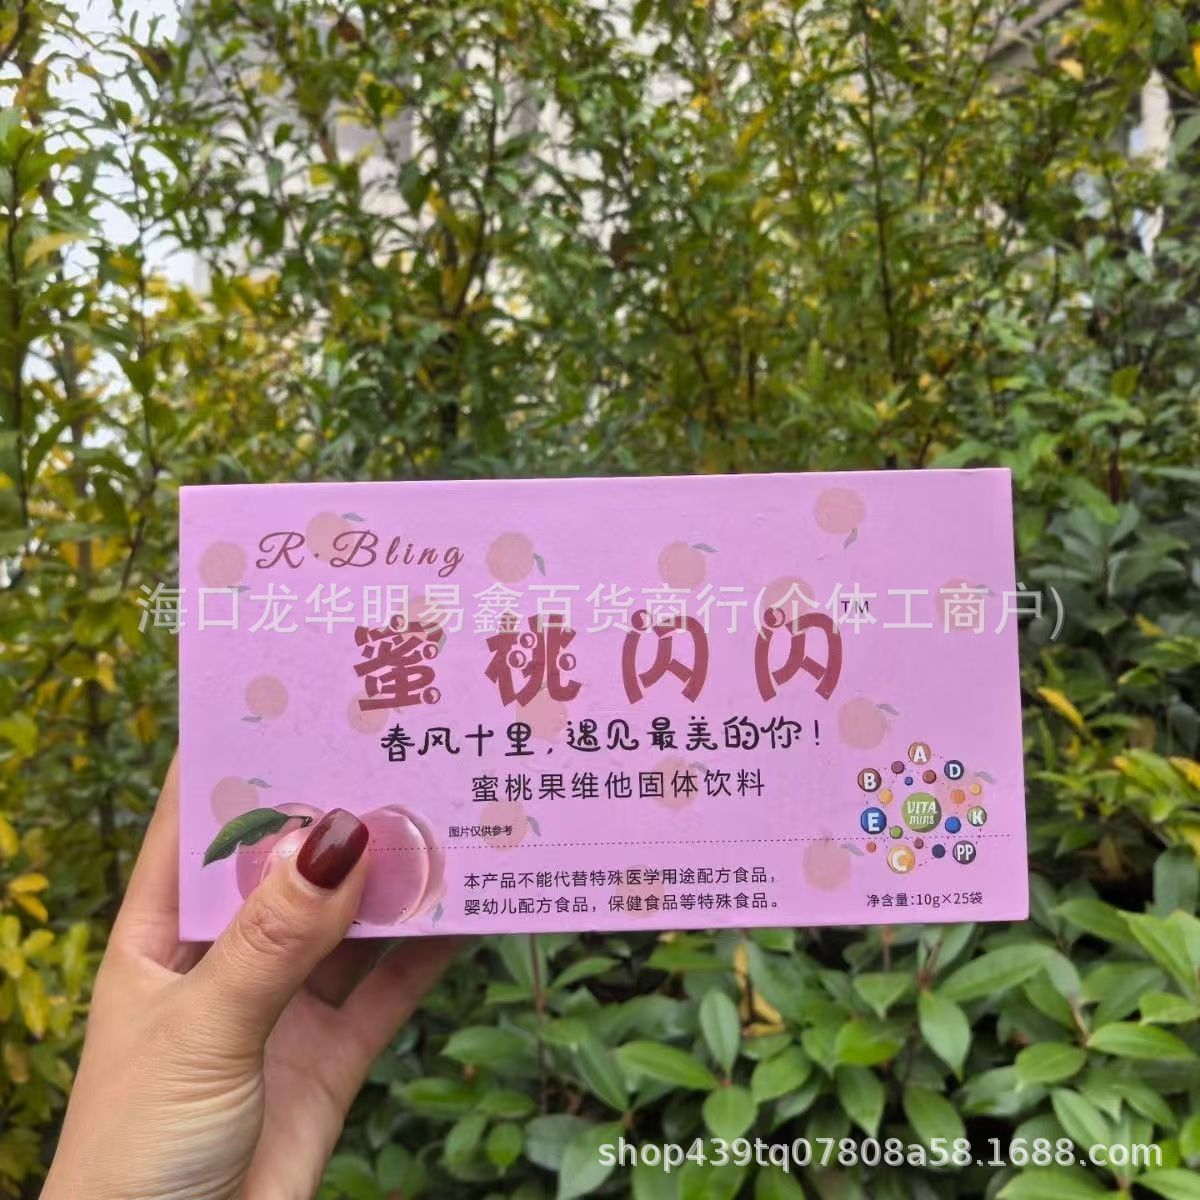 R·Bling
海口龙华明易鑫百货商行(个体工商户)
蜜桃闪闪™
春风十里,遇见最美的你!
蜜桃果维他固体饮料
A
B
D
E
VITA
mins
K
C
PP
图片仅供参考
本产品不能代替特殊医学用途配方食品,
婴幼儿配方食品,保健食品等特殊食品。
净含量:10g×25袋
shop439tq07808a58.1688.com